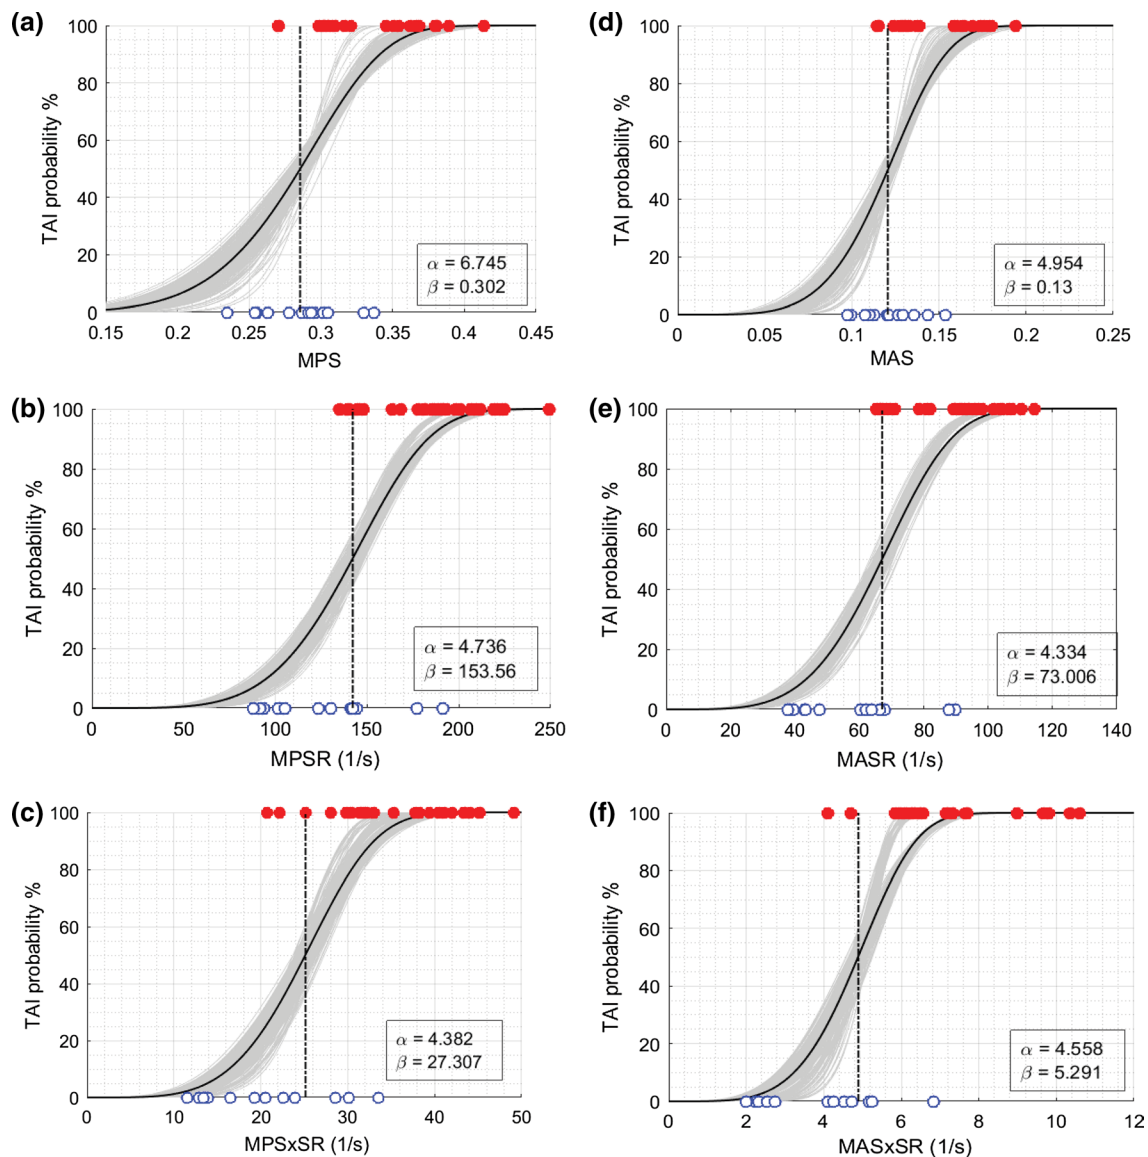 (a)
TAI probability %
100
80
60
40
20
0
0.15 0.2 0.25 0.3 0.35 0.4 0.45
MPS
α = 6.745
β = 0.302
(d)
TAI probability %
100
80
60
40
20
0
0 0.05 0.1 0.15 0.2 0.25
MAS
α = 4.954
β = 0.13
(b)
TAI probability %
100
80
60
40
20
0
0 50 100 150 200 250
MPSR (1/s)
α = 4.736
β = 153.56
(e)
TAI probability %
100
80
60
40
20
0
0 20 40 60 80 100 120 140
MASR (1/s)
α = 4.334
β = 73.006
(c)
TAI probability %
100
80
60
40
20
0
0 10 20 30 40 50
MPSxSR (1/s)
α = 4.382
β = 27.307
(f)
TAI probability %
100
80
60
40
20
0
0 2 4 6 8 10 12
MASxSR (1/s)
α = 4.558
β = 5.291